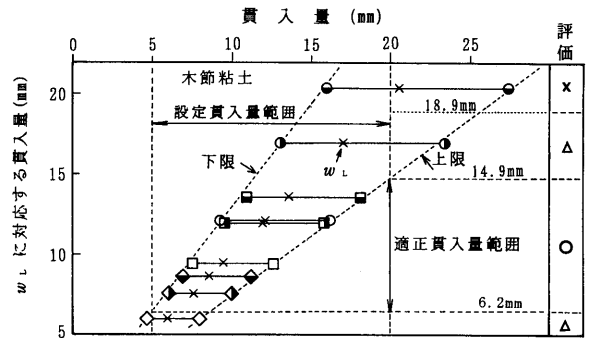 貫入量 (mm)
0 5 10 15 20 25
評価
wLに対応する貫入量(mm)
20
15
10
5
木節粘土
設定貫入量範囲
下限
上限
wL
適正貫入量範囲
18.9mm
14.9mm
6.2mm
x
△
○
△